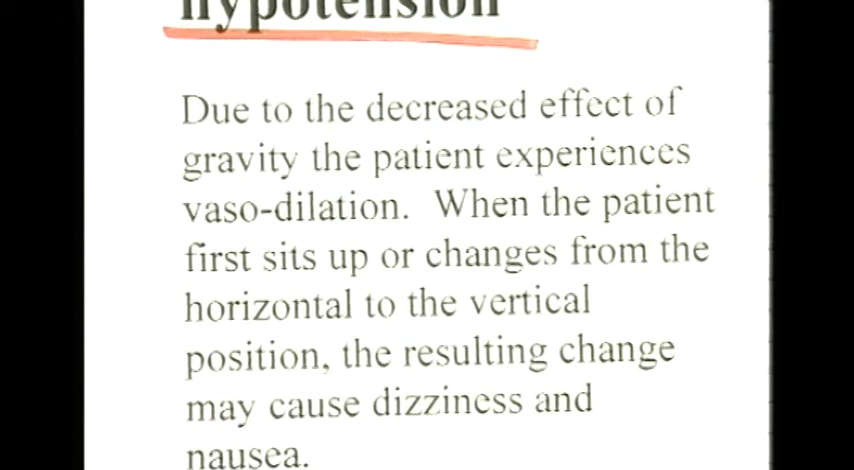 hypotension
Due to the decreased effect of
gravity the patient experiences
vaso-dilation. When the patient
first sits up or changes from the
horizontal to the vertical
position, the resulting change
may cause dizziness and
nausea.